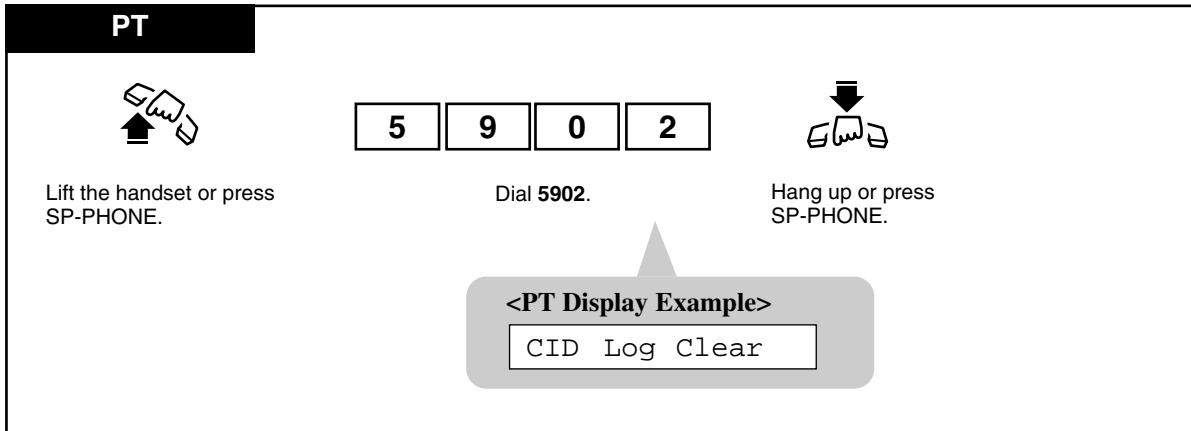 PT
5 9 0 2
Lift the handset or press
SP-PHONE.
Dial 5902.
Hang up or press
SP-PHONE.
<PT Display Example>
CID Log Clear